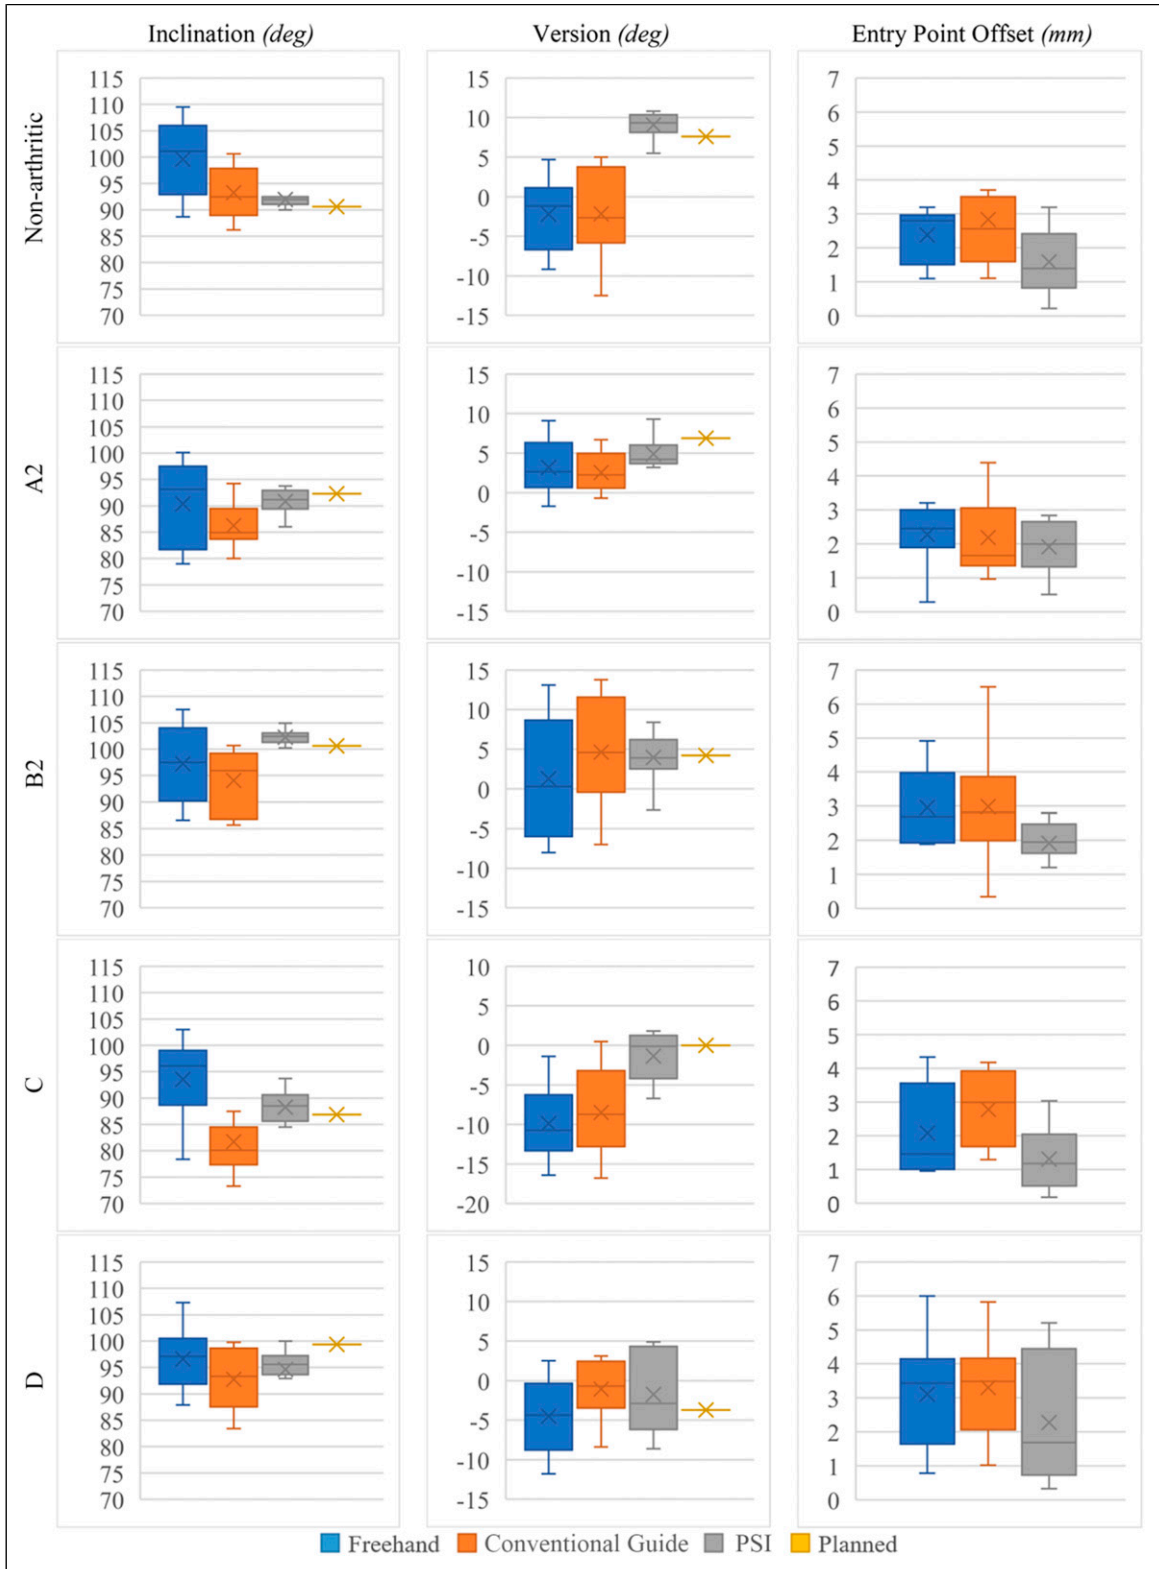 Inclination (deg) Version (deg) Entry Point Offset (mm)
Non-arthritic
115 15 7
110 10 6
105 5 5
100 0 4
95 -5 3
90 -10 2
85 -15 1
80 0
75
70
A2
115 15 7
110 10 6
105 5 5
100 0 4
95 -5 3
90 -10 2
85 -15 1
80 0
75
70
B2
115 15 7
110 10 6
105 5 5
100 0 4
95 -5 3
90 -10 2
85 -15 1
80 0
75
70
C
115 10 7
110 5 6
105 0 5
100 -5 4
95 -10 3
90 -15 2
85 -20 1
80 0
75
70
D
115 15 7
110 10 6
105 5 5
100 0 4
95 -5 3
90 -10 2
85 -15 1
80 0
75
70
Freehand Conventional Guide PSI Planned